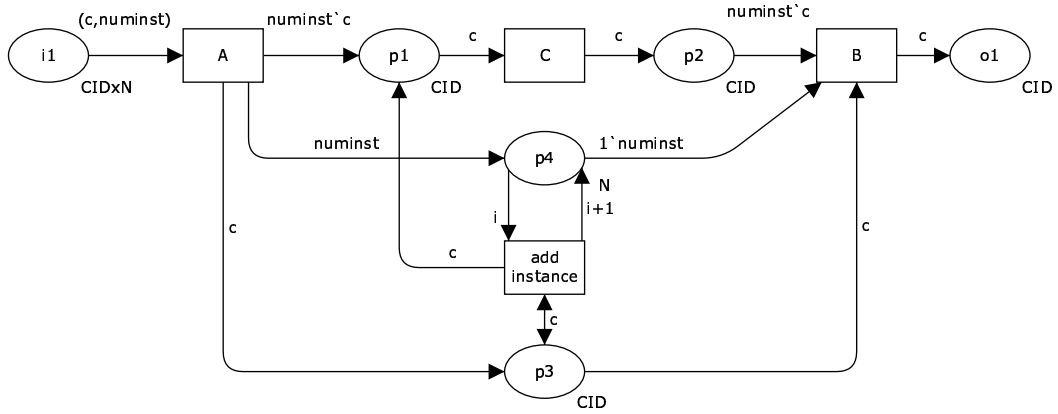 (c,numinst)
numinst`c
numinst`c
c
c
c
i1
A
p1
C
p2
B
o1
CIDxN
CID
CID
CID
numinst
1`numinst
p4
N
i
i+1
c
c
c
add
instance
c
p3
CID